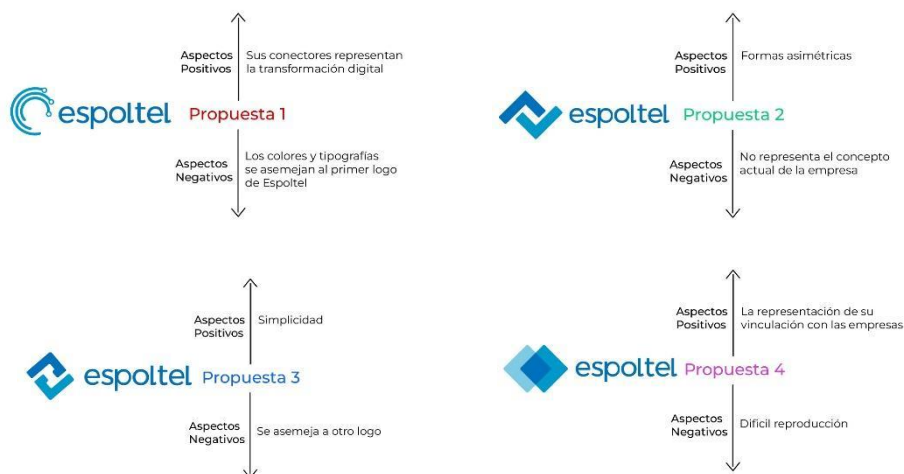 Aspectos
Positivos
Sus conectores representan
la transformación digital
espoltel Propuesta 1
Aspectos
Negativos
Los colores y tipografías
se asemejan al primer logo
de Espoltel
Aspectos
Positivos
Formas asimétricas
espoltel Propuesta 2
Aspectos
Negativos
No representa el concepto
actual de la empresa
Aspectos
Positivos
Simplicidad
espoltel Propuesta 3
Aspectos
Negativos
Se asemeja a otro logo
Aspectos
Positivos
La representación de su
vinculación con las empresas
espoltel Propuesta 4
Aspectos
Negativos
Dificil reproducción